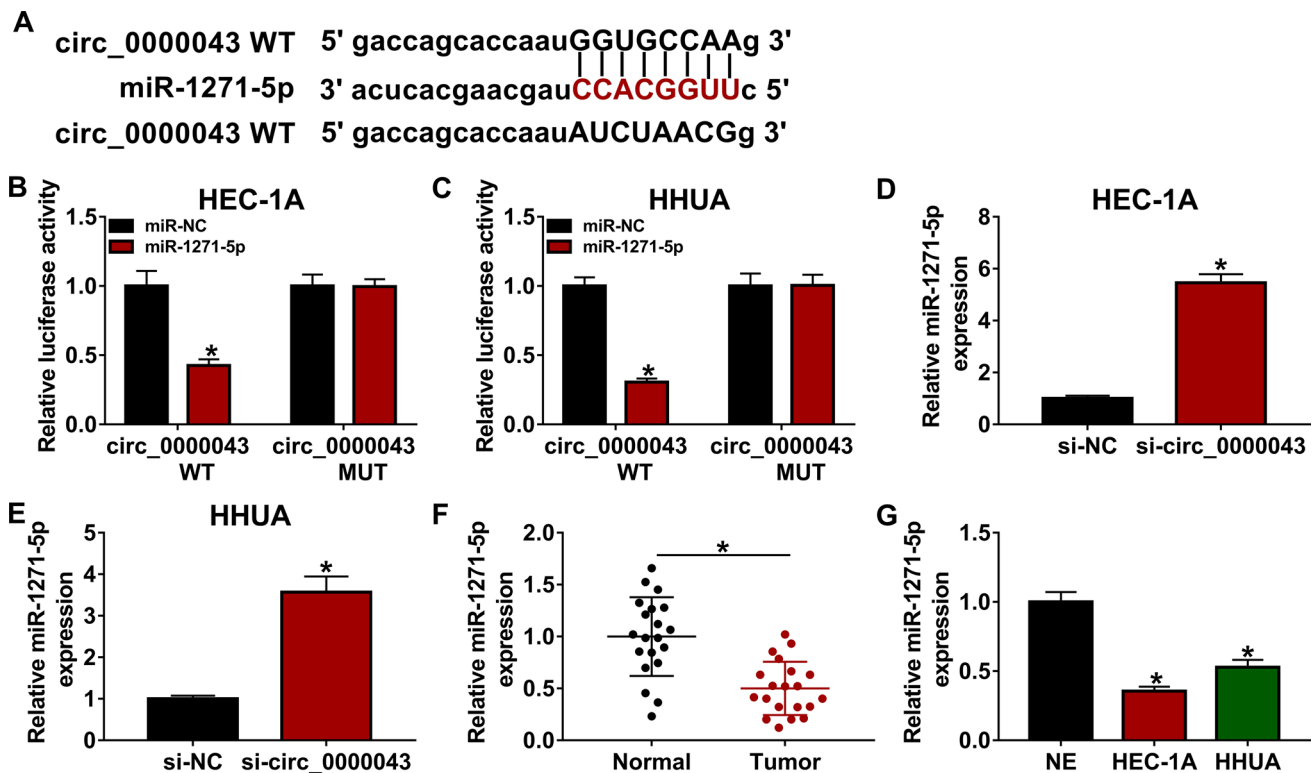 A
circ_0000043 WT 5' gaccagcaccaauGGUGCCAAg 3'
miR-1271-5p 3' acucacgaacgauCCACGGUUc 5'
circ_0000043 WT 5' gaccagcaccaauAUCUAACGg 3'
B
HEC-1A
Relative luciferase activity
1.5
1.0
0.5
0.0
miR-NC
miR-1271-5p
*
circ_0000043 circ_0000043
WT MUT
C
HHUA
Relative luciferase activity
1.5
1.0
0.5
0.0
miR-NC
miR-1271-5p
*
circ_0000043 circ_0000043
WT MUT
D
HEC-1A
Relative miR-1271-5p
expression
8
6
4
2
0
*
si-NC si-circ_0000043
E
HHUA
Relative miR-1271-5p
expression
5
4
3
2
1
0
*
si-NC si-circ_0000043
F
Relative miR-1271-5p
expression
2.0
1.5
1.0
0.5
0.0
*
Normal Tumor
G
Relative miR-1271-5p
expression
1.5
1.0
0.5
0.0
*
*
NE HEC-1A HHUA